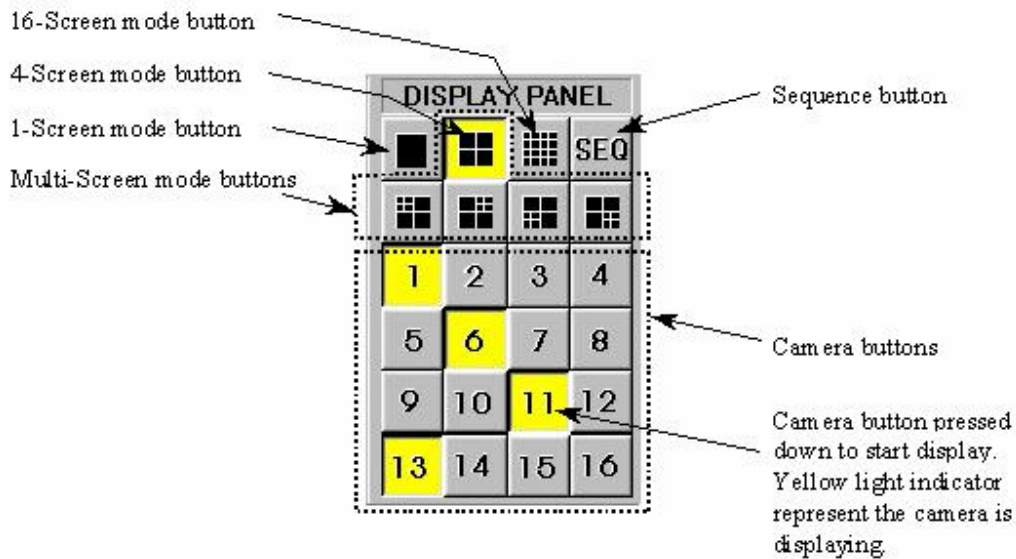 16-Screen mode button
4-Screen mode button
1-Screen mode button
Multi-Screen mode buttons
DISPLAY PANEL
SEQ
1 2 3 4
5 6 7 8
9 10 11 12
13 14 15 16
Sequence button
Camera buttons
Camera button pressed
down to start display.
Yellow light indicator
represent the camera is
displaying.